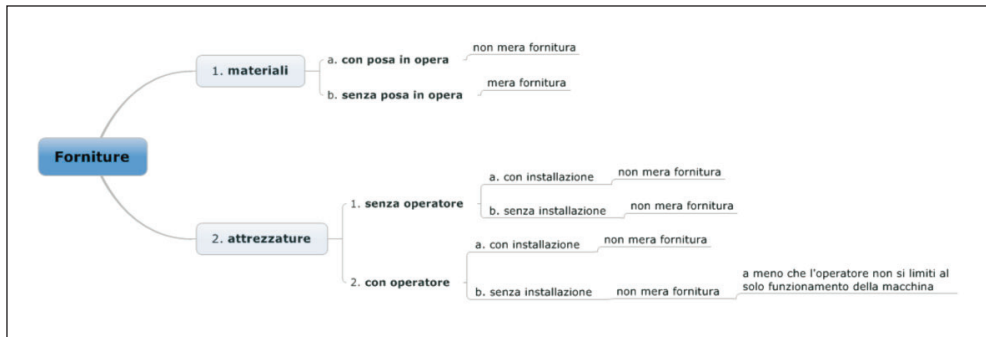 Forniture
1. materiali
a. con posa in opera
non mera fornitura
b. senza posa in opera
mera fornitura
2. attrezzature
1. senza operatore
a. con installazione
non mera fornitura
b. senza installazione
non mera fornitura
2. con operatore
a. con installazione
non mera fornitura
b. senza installazione
non mera fornitura
a meno che l'operatore non si limiti al
solo funzionamento della macchina